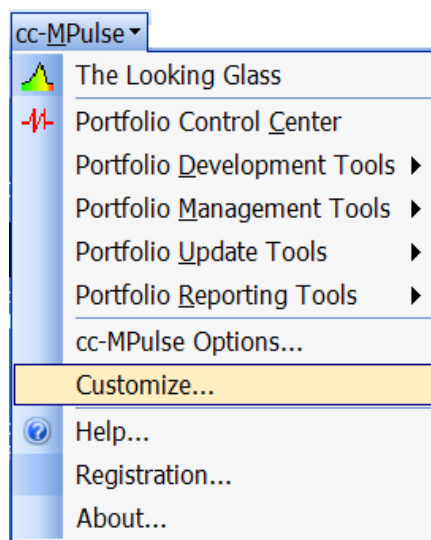 cc-MPulse
The Looking Glass
Portfolio Control Center
Portfolio Development Tools
Portfolio Management Tools
Portfolio Update Tools
Portfolio Reporting Tools
cc-MPulse Options...
Customize...
Help...
Registration...
About...